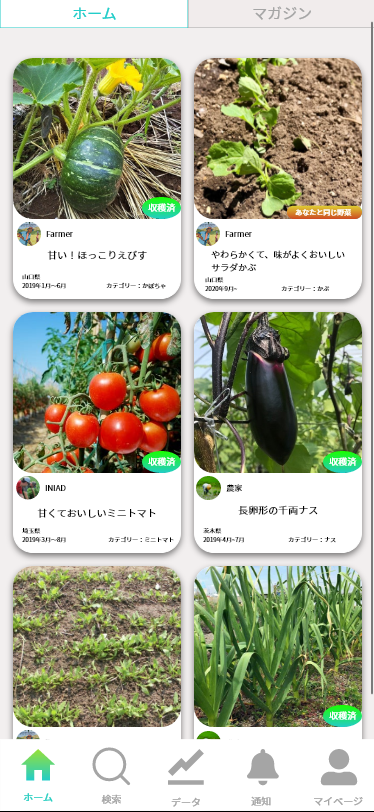 ホーム
マガジン
収穫済
あなたと同じ野菜
Farmer
甘い！ほっこりえびす
山口県
2019年1月〜6月 カテゴリー：かぼちゃ
Farmer
やわらかくて、味がよくおいしい
サラダかぶ
山口県
2020年9月~ カテゴリー：かぶ
収穫済
収穫済
INIAD
甘くておいしいミニトマト
埼玉県
2019年3月〜8月 カテゴリー：ミニトマト
農家
長卵形の千両ナス
茨木県
2019年4月~7月 カテゴリー：ナス
収穫済
ホーム
検索
データ
通知
マイページ